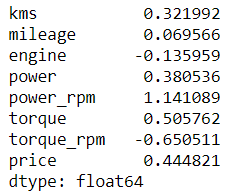 kms 0.321992
mileage 0.069566
engine -0.135959
power 0.380536
power_rpm 1.141089
torque 0.505762
torque_rpm -0.650511
price 0.444821
dtype: float64